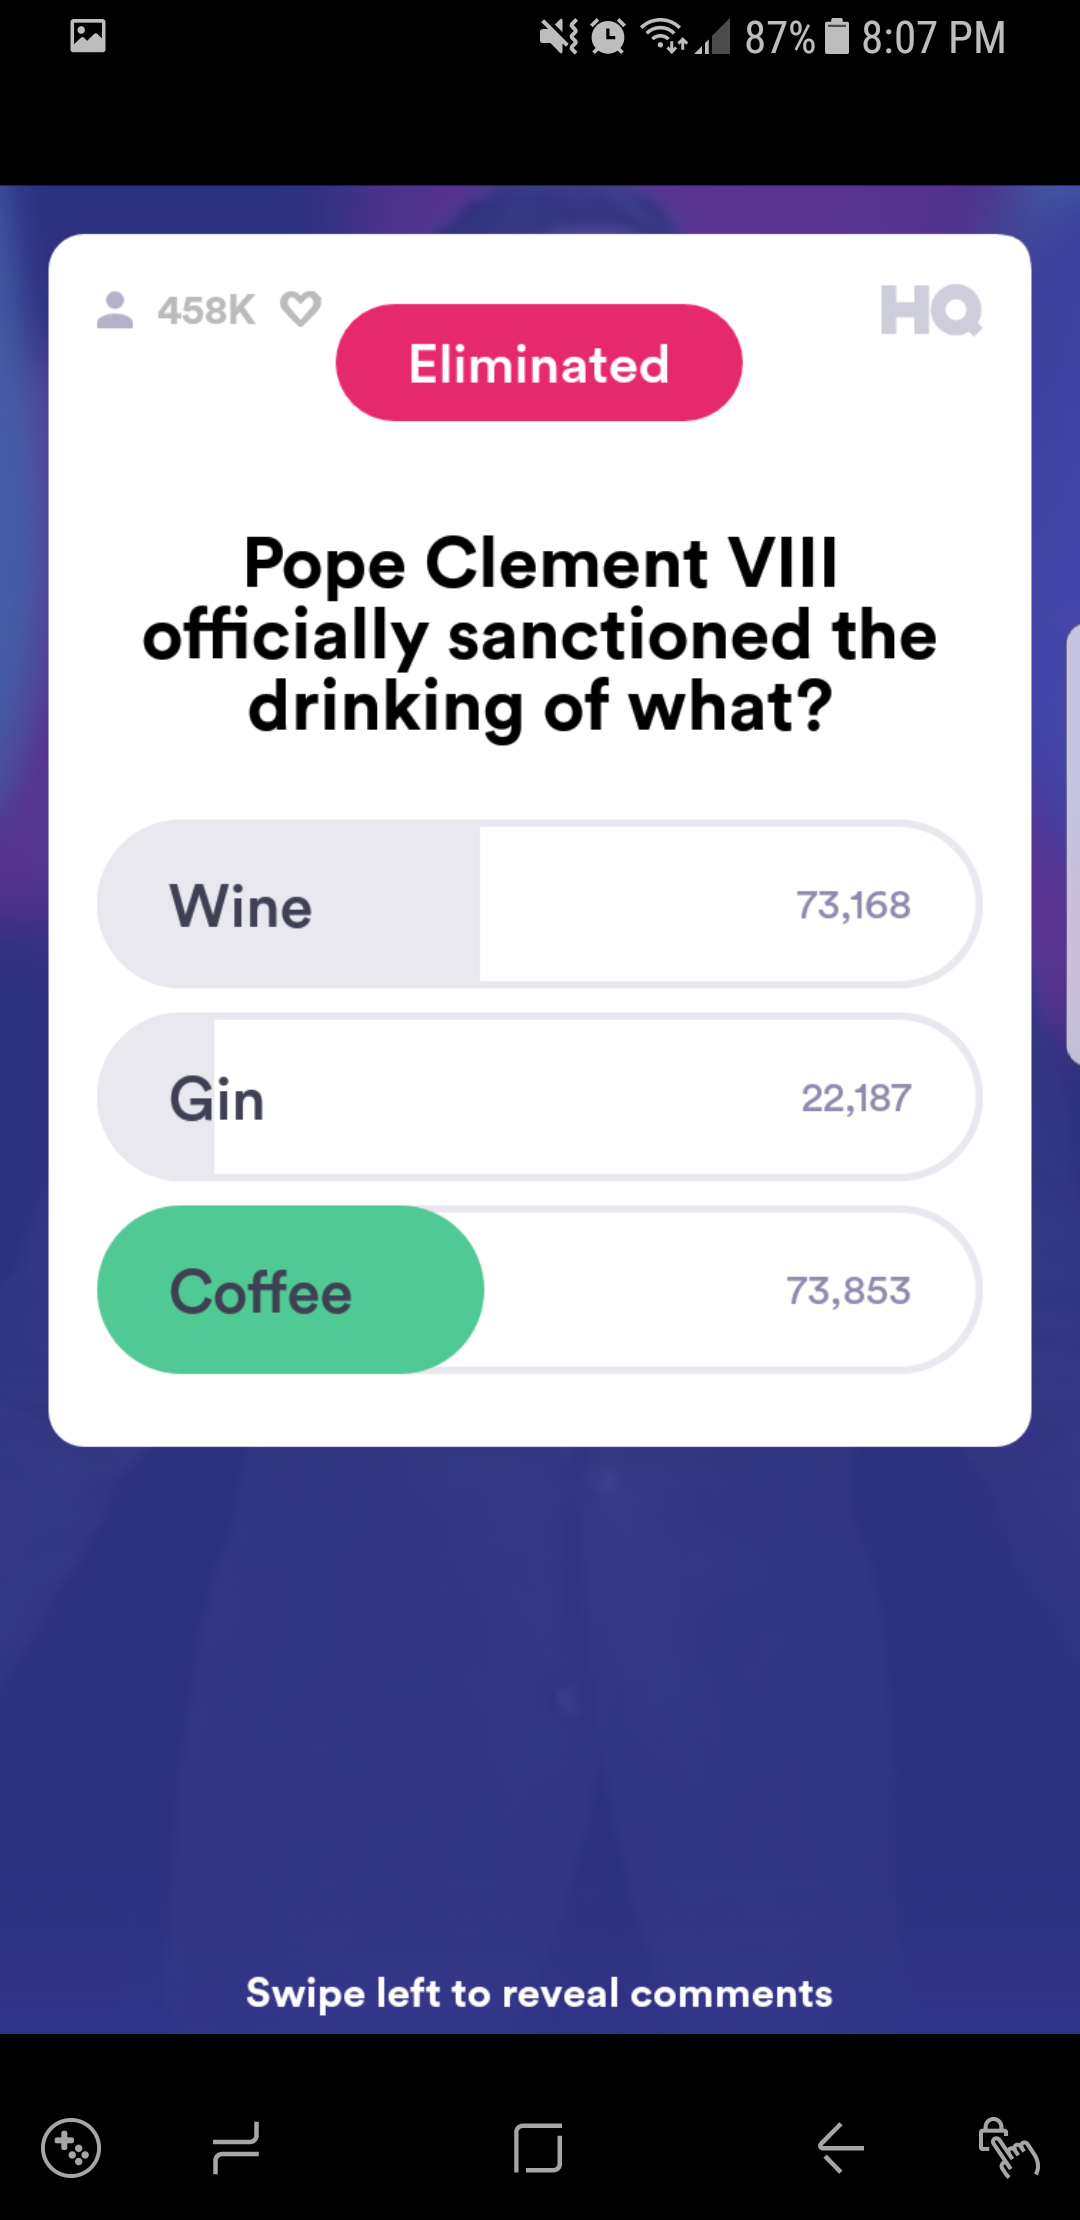 87% 8:07 PM
458K
HQ
Eliminated
Pope Clement VIII
officially sanctioned the
drinking of what?
Wine 73,168
Gin 22,187
Coffee 73,853
Swipe left to reveal comments